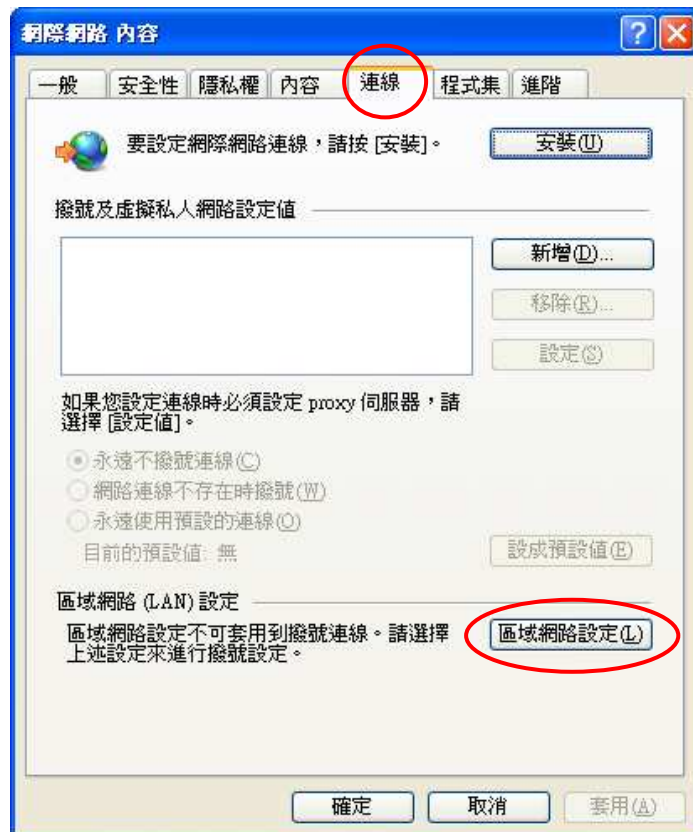 網際網路 內容
一般 安全性 隱私權 內容 連線 程式集 進階
要設定網際網路連線，請按 [安裝]。
安裝(U)
撥號及虛擬私人網路設定值
新增(D)...
移除(R)...
設定(S)
如果您設定連線時必須設定 proxy 伺服器，請
選擇 [設定值]。
永遠不撥號連線(C)
網路連線不存在時撥號(W)
永遠使用預設的連線(O)
目前的預設值: 無
設成預設值(E)
區域網路 (LAN) 設定
區域網路設定不可套用到撥號連線。請選擇
上述設定來進行撥號設定。
區域網路設定(L)
確定 取消 套用(A)